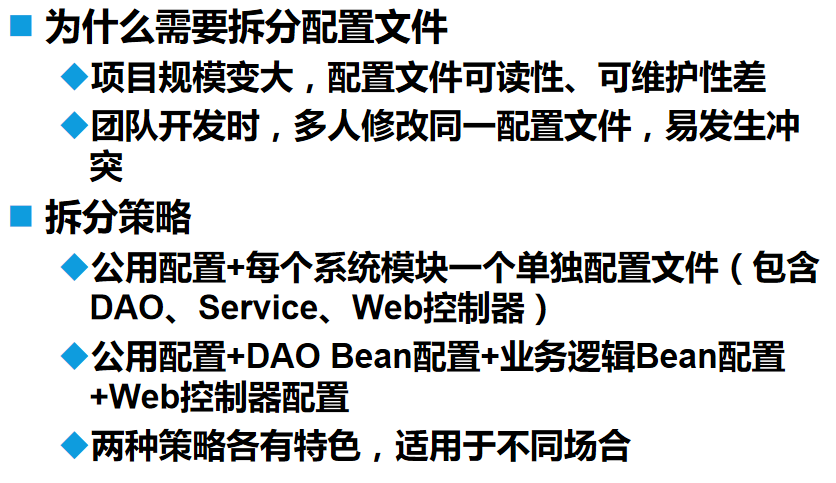 为什么需要拆分配置文件
项目规模变大，配置文件可读性、可维护性差
团队开发时，多人修改同一配置文件，易发生冲
突
拆分策略
公用配置+每个系统模块一个单独配置文件（包含
DAO、Service、Web控制器）
公用配置+DAO Bean配置+业务逻辑Bean配置
+Web控制器配置
两种策略各有特色，适用于不同场合